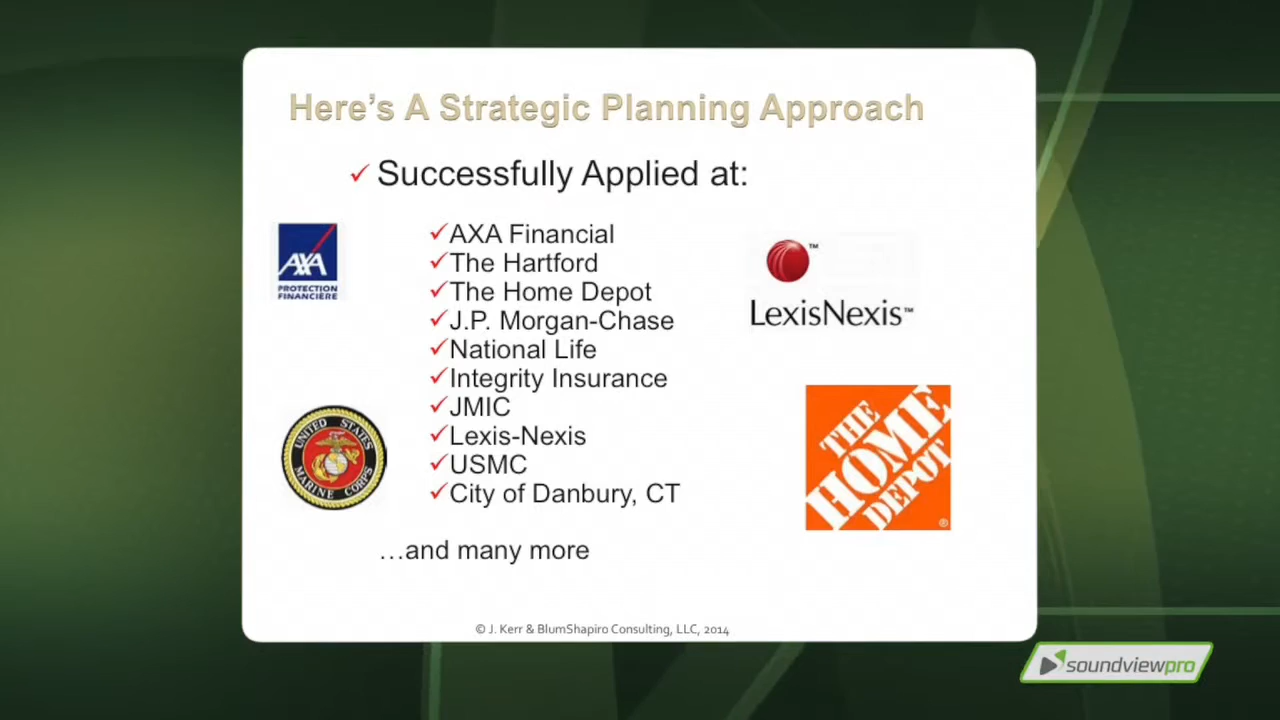 Here's A Strategic Planning Approach
✓ Successfully Applied at:
✓AXA Financial
✓The Hartford
✓The Home Depot
✓J.P. Morgan-Chase
✓National Life
✓Integrity Insurance
✓JMIC
✓Lexis-Nexis
✓USMC
✓City of Danbury, CT
…and many more
AXA
PROTECTION
FINANCIÈRE
UNITED STATES
MARINE CORPS
LexisNexis™
THE
HOME
DEPOT
®
© J. Kerr & BlumShapiro Consulting, LLC, 2014
soundviewpro